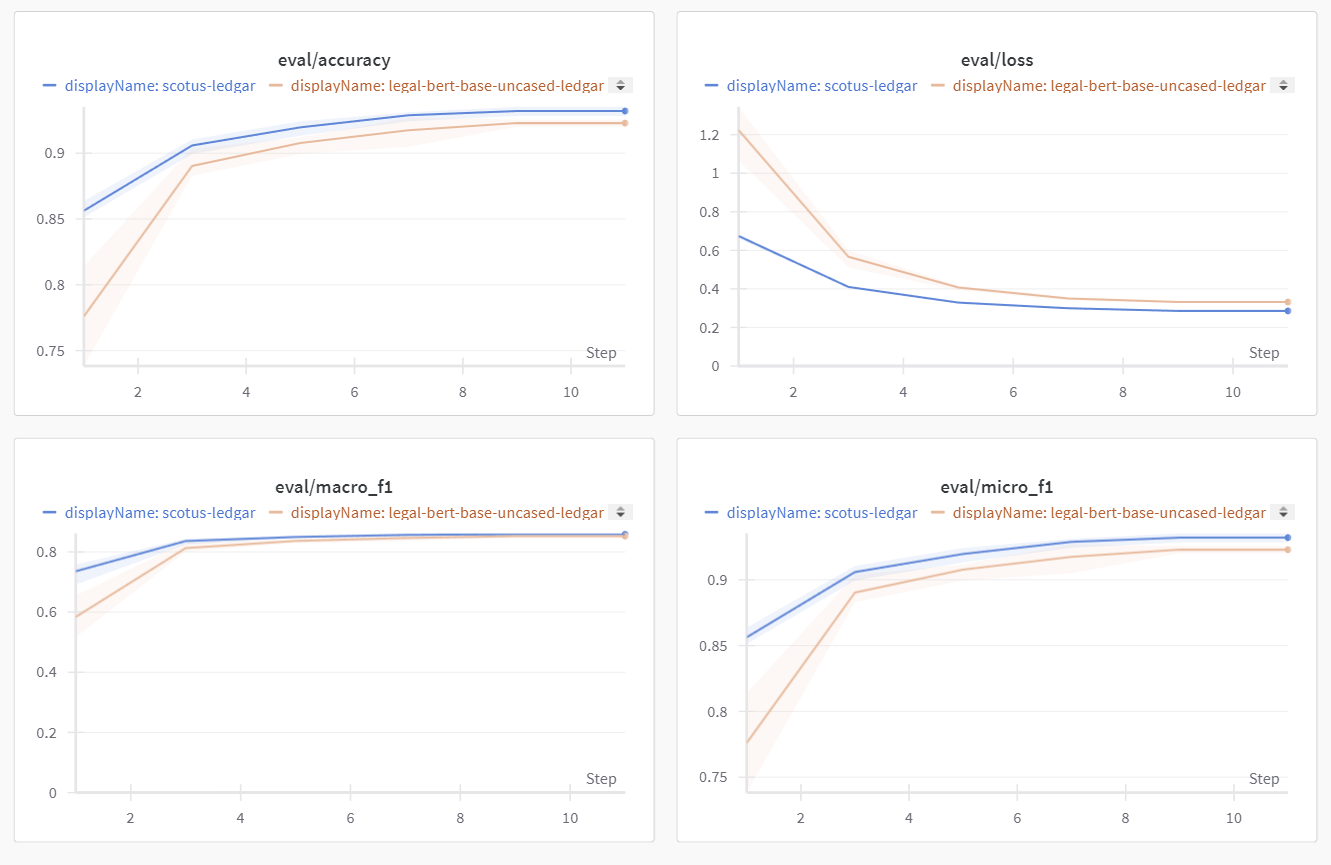 eval/accuracy
displayName: scotus-ledgar displayName: legal-bert-base-uncased-ledgar
0.9
0.85
0.8
0.75
Step
2 4 6 8 10
eval/loss
displayName: scotus-ledgar displayName: legal-bert-base-uncased-ledgar
1.2
1
0.8
0.6
0.4
0.2
0
Step
2 4 6 8 10
eval/macro_f1
displayName: scotus-ledgar displayName: legal-bert-base-uncased-ledgar
0.8
0.6
0.4
0.2
0
Step
2 4 6 8 10
eval/micro_f1
displayName: scotus-ledgar displayName: legal-bert-base-uncased-ledgar
0.9
0.85
0.8
0.75
Step
2 4 6 8 10